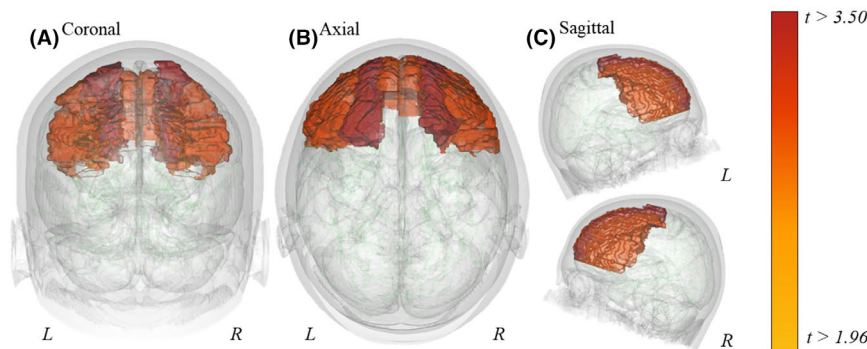 (A) Coronal
(B) Axial
(C) Sagittal
t > 3.50
L
R
L
R
L
R
t > 1.96